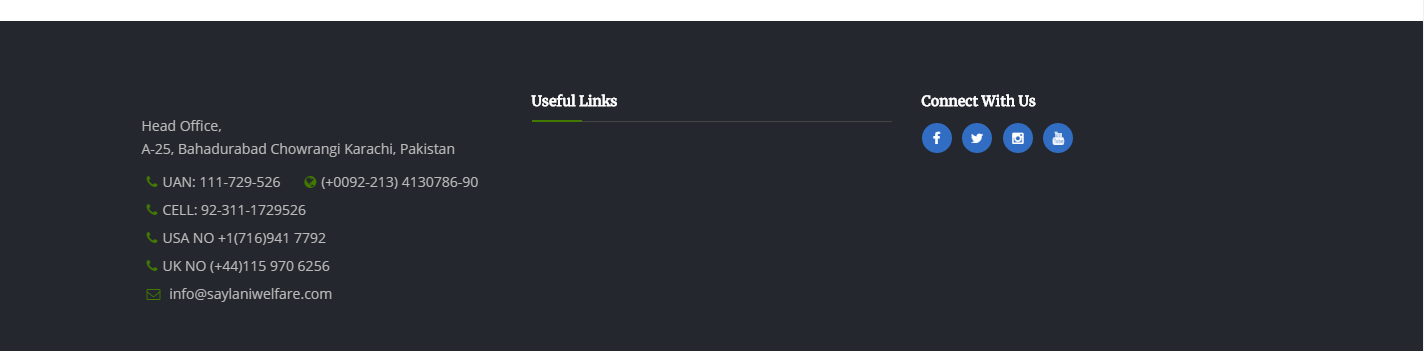 Head Office,
A-25, Bahadurabad Chowrangi Karachi, Pakistan
UAN: 111-729-526 (+0092-213) 4130786-90
CELL: 92-311-1729526
USA NO +1(716)941 7792
UK NO (+44)115 970 6256
info@saylaniwelfare.com
Useful Links
Connect With Us